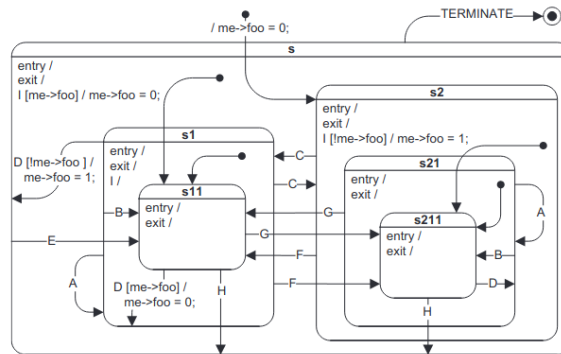 TERMINATE
/ me->foo = 0;
s
entry /
exit /
I [me->foo] / me->foo = 0;
s2
entry /
exit /
I [!me->foo] / me->foo = 1;
s1
entry /
exit /
I /
D [!me->foo ] /
me->foo = 1;
C
C
s21
entry /
exit /
s11
entry /
exit /
B
G
A
s211
entry /
exit /
E
G
F
B
A
D [me->foo] /
me->foo = 0;
H
F
D
H